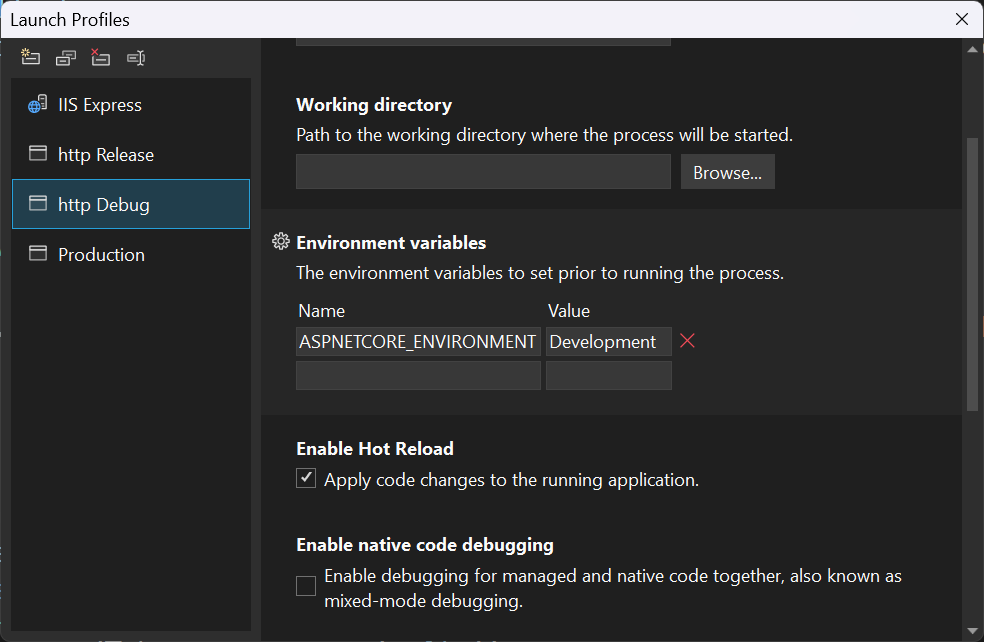 Launch Profiles
IIS Express
http Release
http Debug
Production
Working directory
Path to the working directory where the process will be started.
Browse...
Environment variables
The environment variables to set prior to running the process.
Name Value
ASPNETCORE_ENVIRONMENT Development
Enable Hot Reload
Apply code changes to the running application.
Enable native code debugging
Enable debugging for managed and native code together, also known as
mixed-mode debugging.